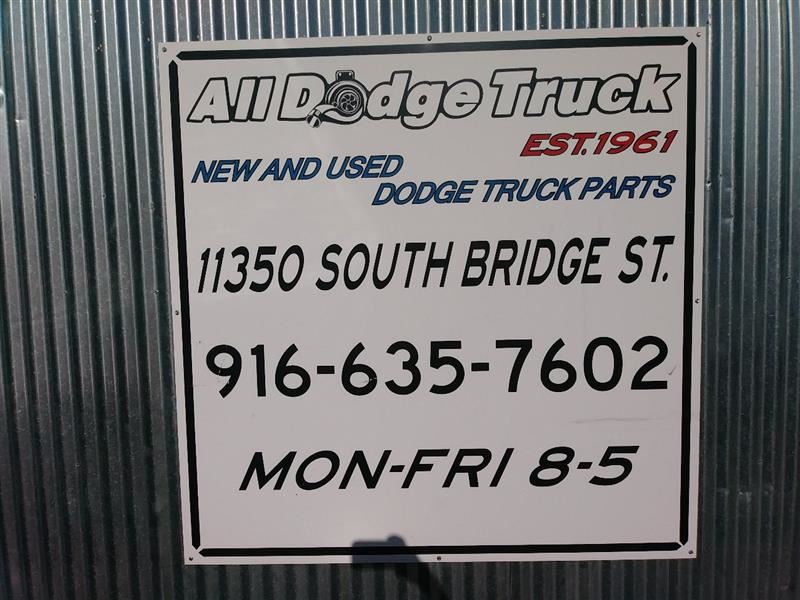 All Dodge Truck
EST.1961
NEW AND USED
DODGE TRUCK PARTS
11350 SOUTH BRIDGE ST.
916-635-7602
MON-FRI 8-5